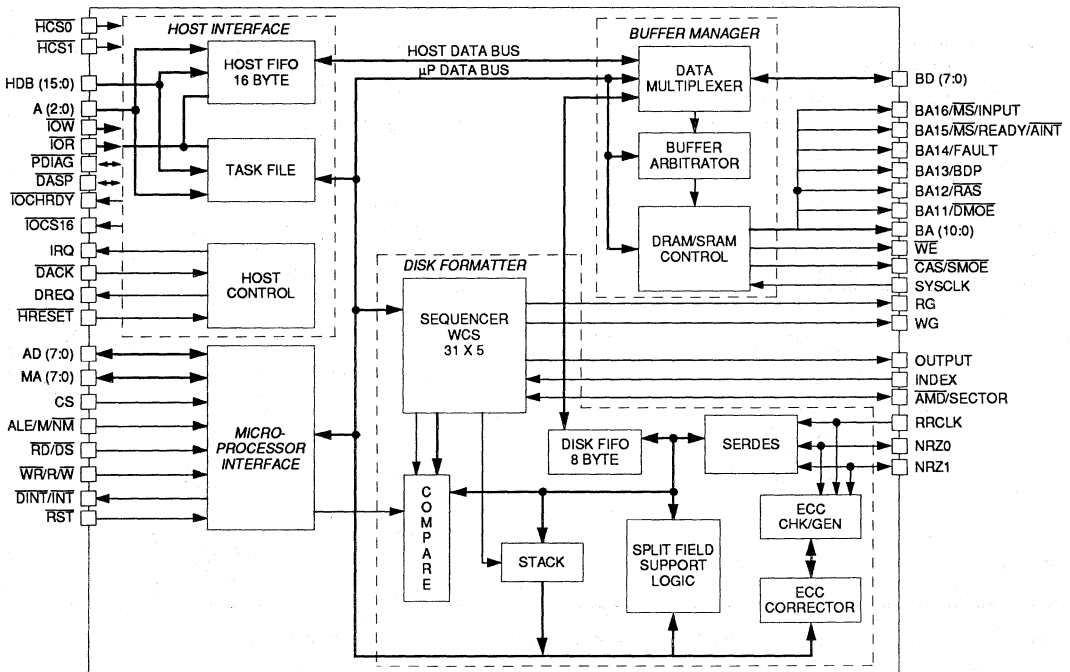 HCS0
HCS1
HDB (15:0)
A (2:0)
IOW
IOR
PDIAG
DASP
IOCHRDY
IOCS16
IRQ
DACK
DREQ
HRESET
AD (7:0)
MA (7:0)
CS
ALE/M/NM
RD/DS
WR/R/W
DINT/INT
RST
HOST INTERFACE
HOST FIFO
16 BYTE
TASK FILE
HOST
CONTROL
MICRO-
PROCESSOR
INTERFACE
HOST DATA BUS
µP DATA BUS
BUFFER MANAGER
DATA
MULTIPLEXER
BUFFER
ARBITRATOR
DRAM/SRAM
CONTROL
DISK FORMATTER
SEQUENCER
WCS
31 X 5
DISK FIFO
8 BYTE
SERDES
COMPARE
STACK
SPLIT FIELD
SUPPORT
LOGIC
ECC
CHK/GEN
ECC
CORRECTOR
BD (7:0)
BA16/MS/INPUT
BA15/MS/READY/AINT
BA14/FAULT
BA13/BDP
BA12/RAS
BA11/DMOE
BA (10:0)
WE
CAS/SMOE
SYSCLK
RG
WG
OUTPUT
INDEX
AMD/SECTOR
RRCLK
NRZ0
NRZ1